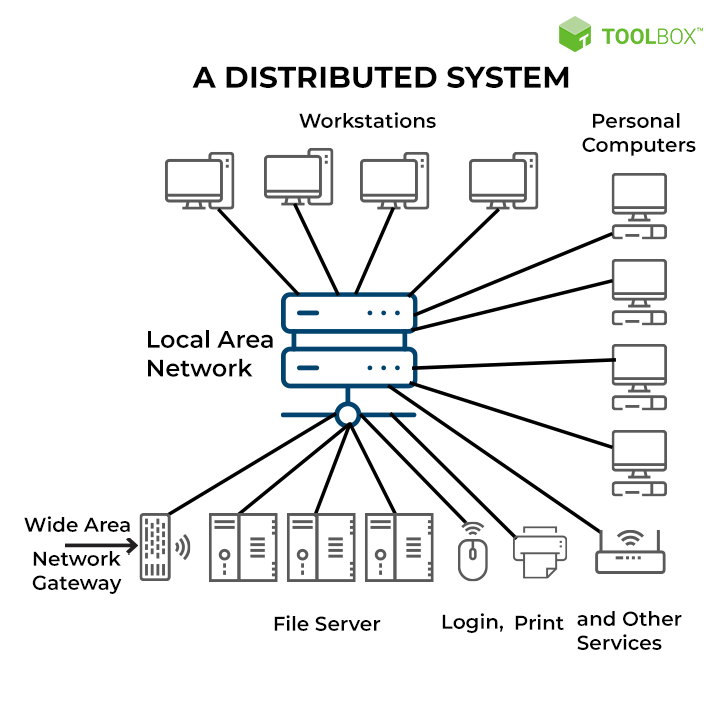 TOOLBOX™
A DISTRIBUTED SYSTEM
Workstations
Personal
Computers
Local Area
Network
Wide Area
Network
Gateway
File Server
Login, Print and Other
Services